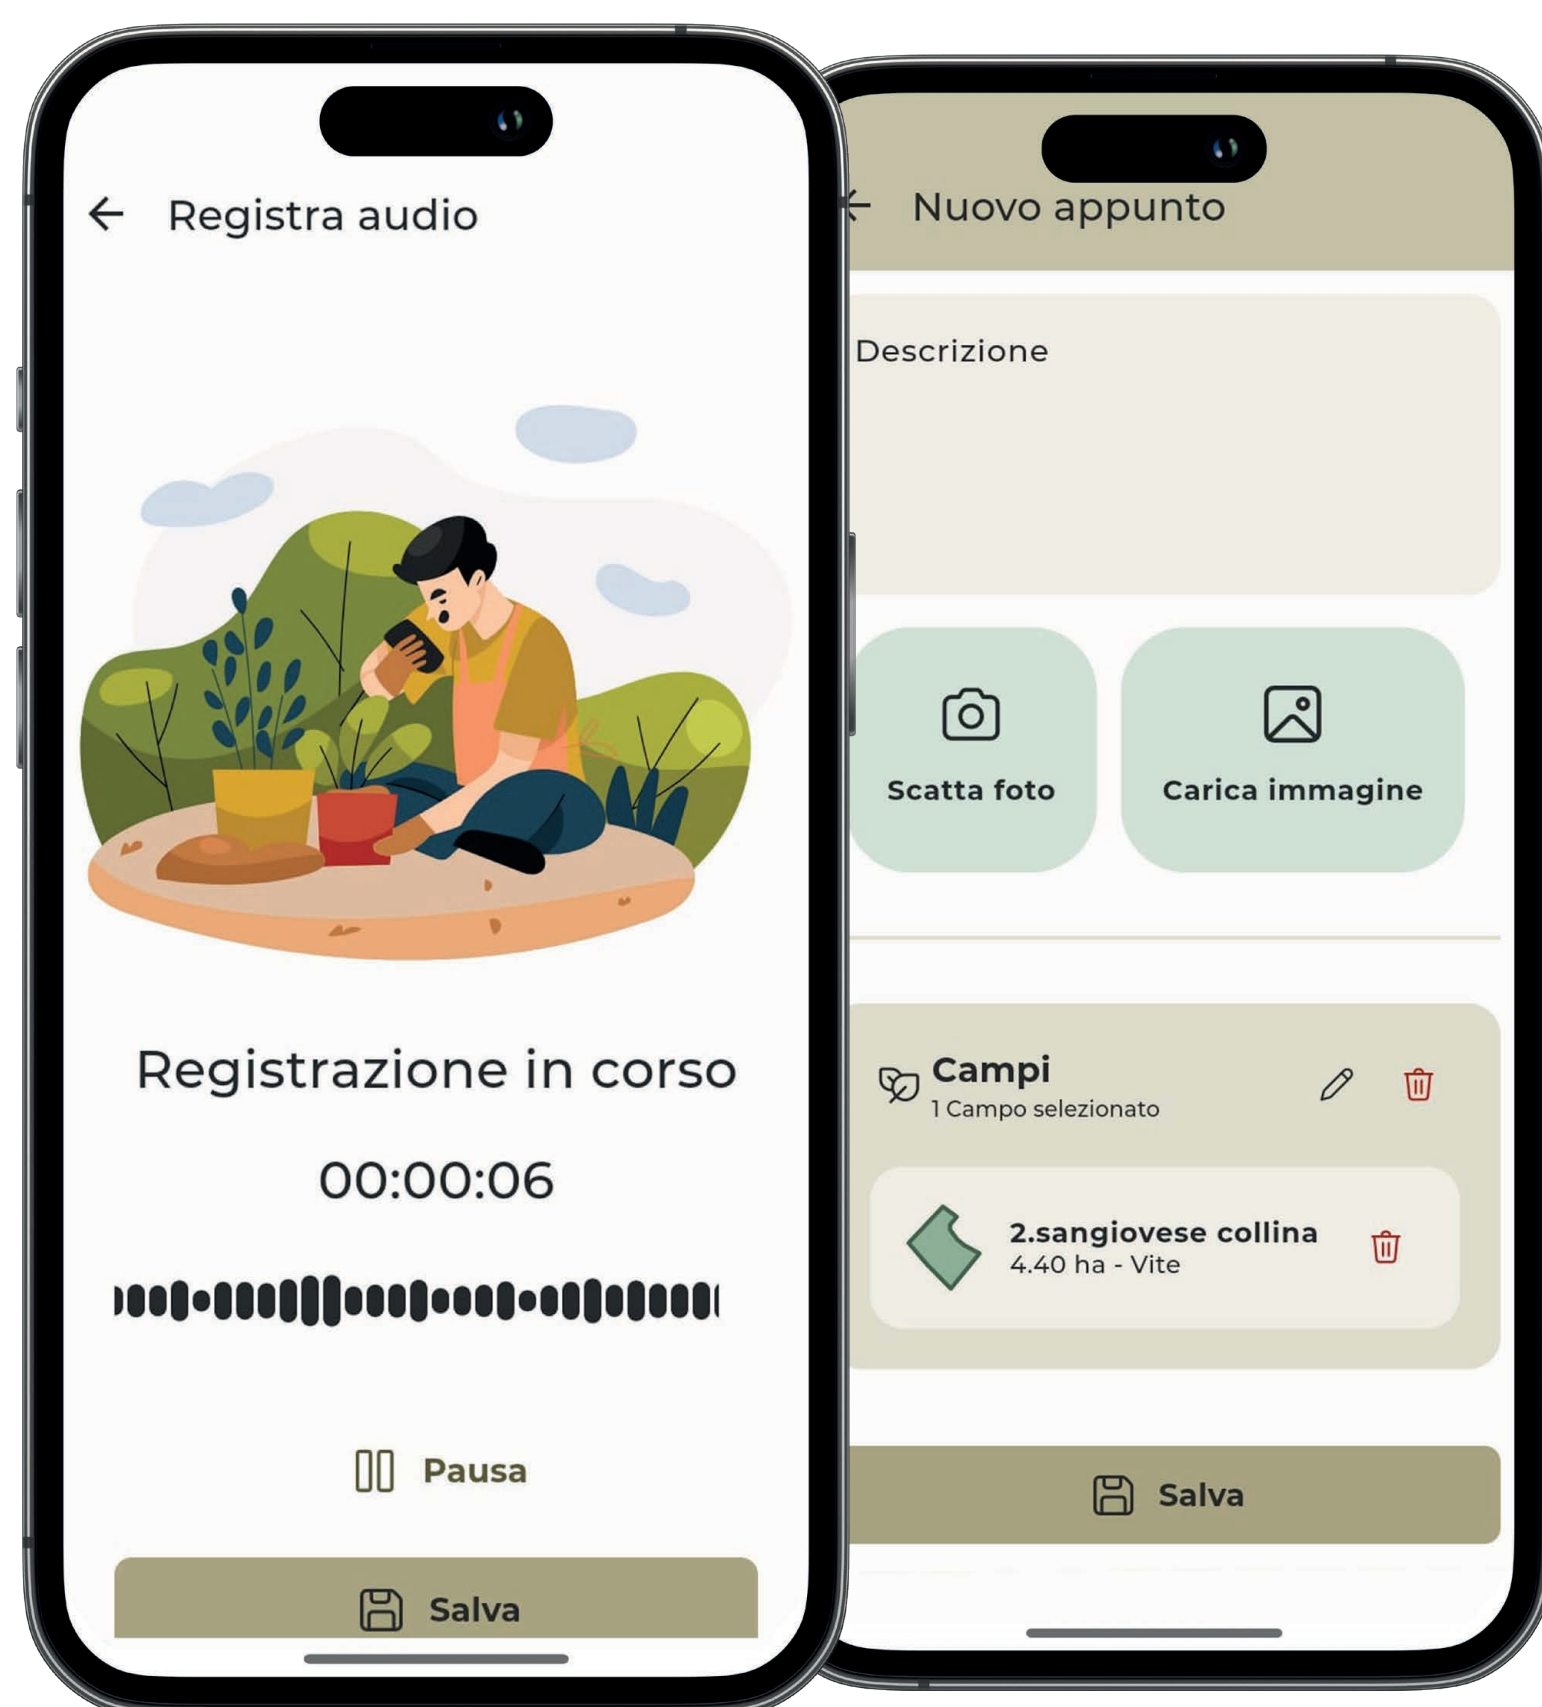 Registra audio
Registrazione in corso
00:00:06
Pausa
Salva
Nuovo appunto
Descrizione
Scatta foto
Carica immagine
Campi
1 Campo selezionato
2.sangiovese collina
4.40 ha - Vite
Salva